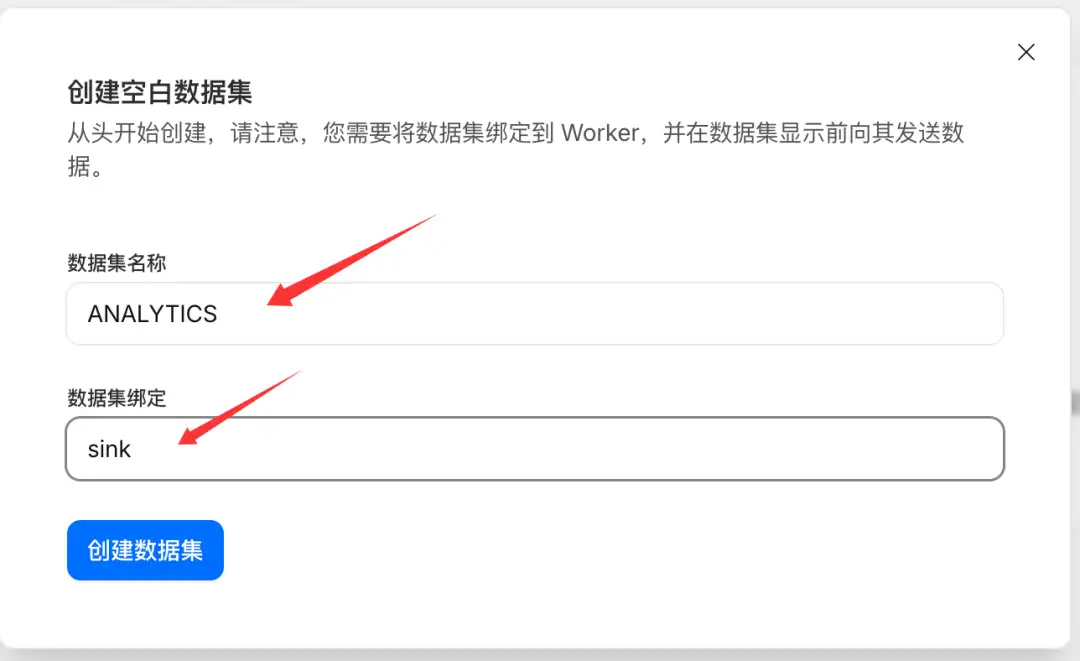 创建空白数据集
从头开始创建，请注意，您需要将数据集绑定到 Worker，并在数据集显示前向其发送数
据。
数据集名称
ANALYTICS
数据集绑定
sink
创建数据集